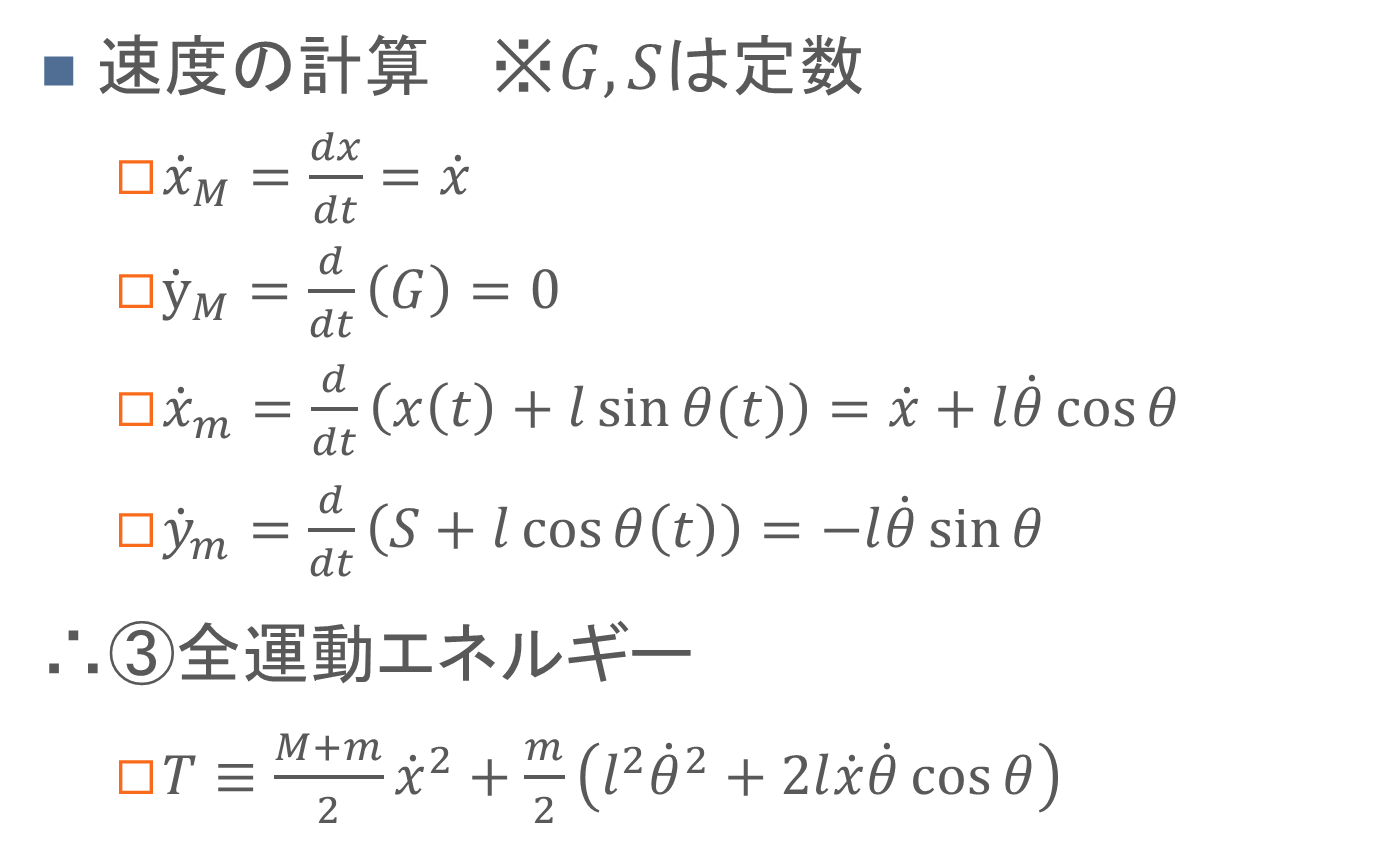 ■ 速度の計算　※G, Sは定数
□ ẋ_M = dx/dt = ẋ
□ ẏ_M = d/dt (G) = 0
□ ẋ_m = d/dt (x(t) + l sin θ(t)) = ẋ + lθ̇ cos θ
□ ẏ_m = d/dt (S + l cos θ(t)) = −lθ̇ sin θ
∴③全運動エネルギー
□ T ≡ (M+m)/2 ẋ² + m/2 (l²θ̇² + 2lẋθ̇ cos θ)